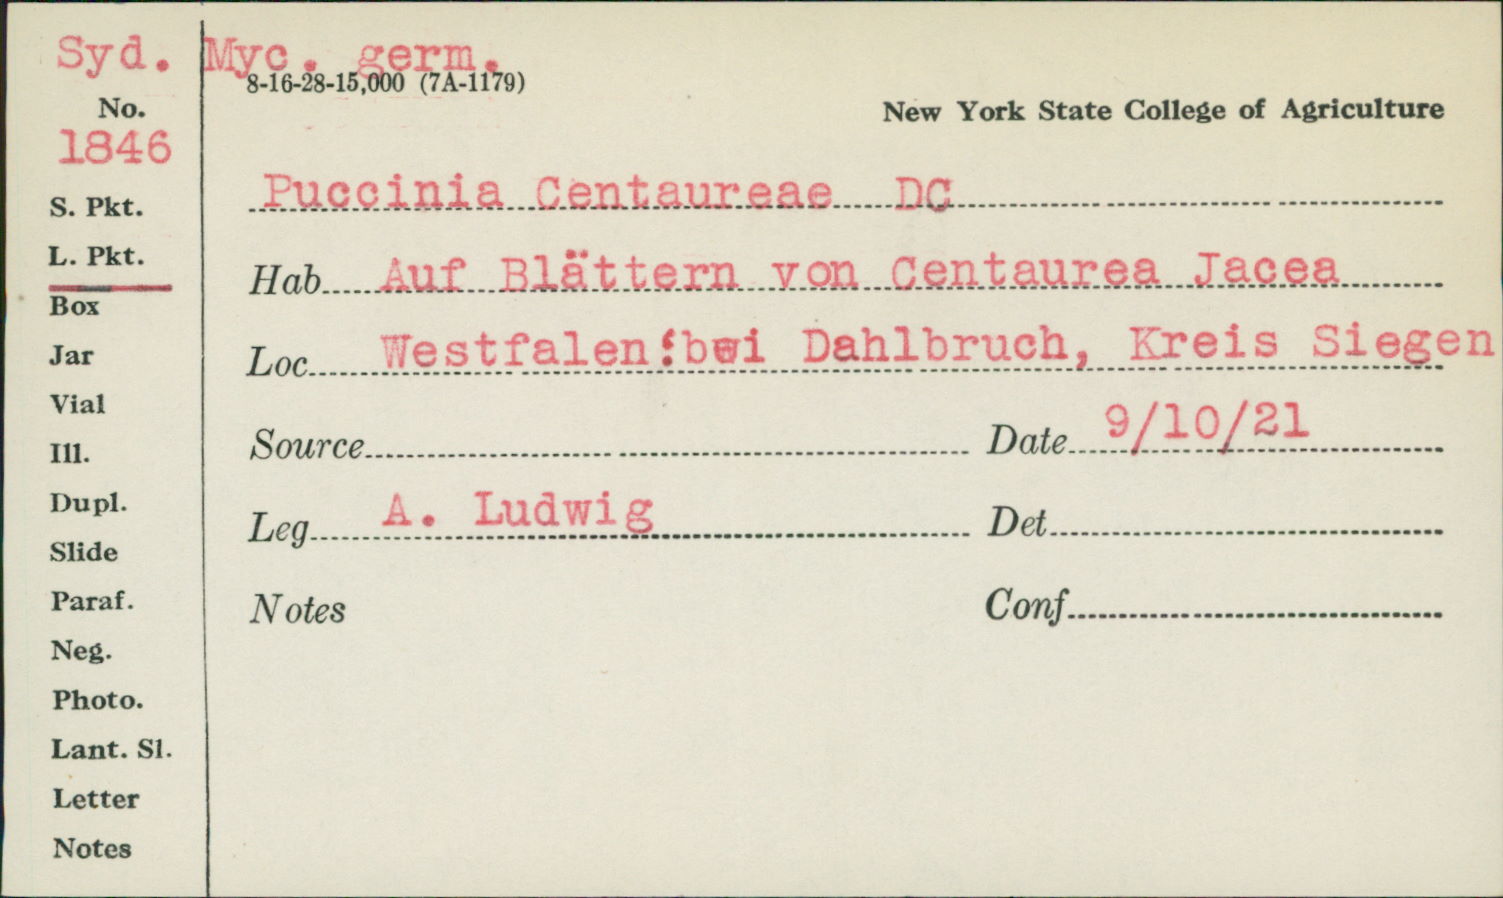 Syd. Myc. germ.
8-16-28-15,000 (7A-1179)
No.
1846
New York State College of Agriculture
S. Pkt.
Puccinia Centaureae DC
L. Pkt.
Hab Auf Blättern von Centaurea Jacea
Box
Jar
Loc Westfalen: bei Dahlbruch, Kreis Siegen
Vial
Ill.
Source Date 9/10/21
Dupl.
Leg A. Ludwig Det
Slide
Paraf.
Notes Conf
Neg.
Photo.
Lant. Sl.
Letter
Notes